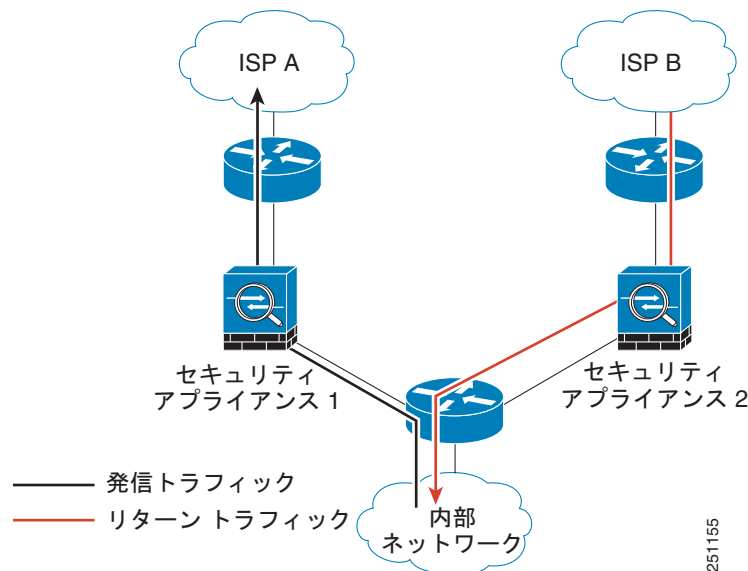 ISP A
ISP B
セキュリティ
アプライアンス 1
セキュリティ
アプライアンス 2
発信トラフィック
リターン トラフィック
内部
ネットワーク
251155